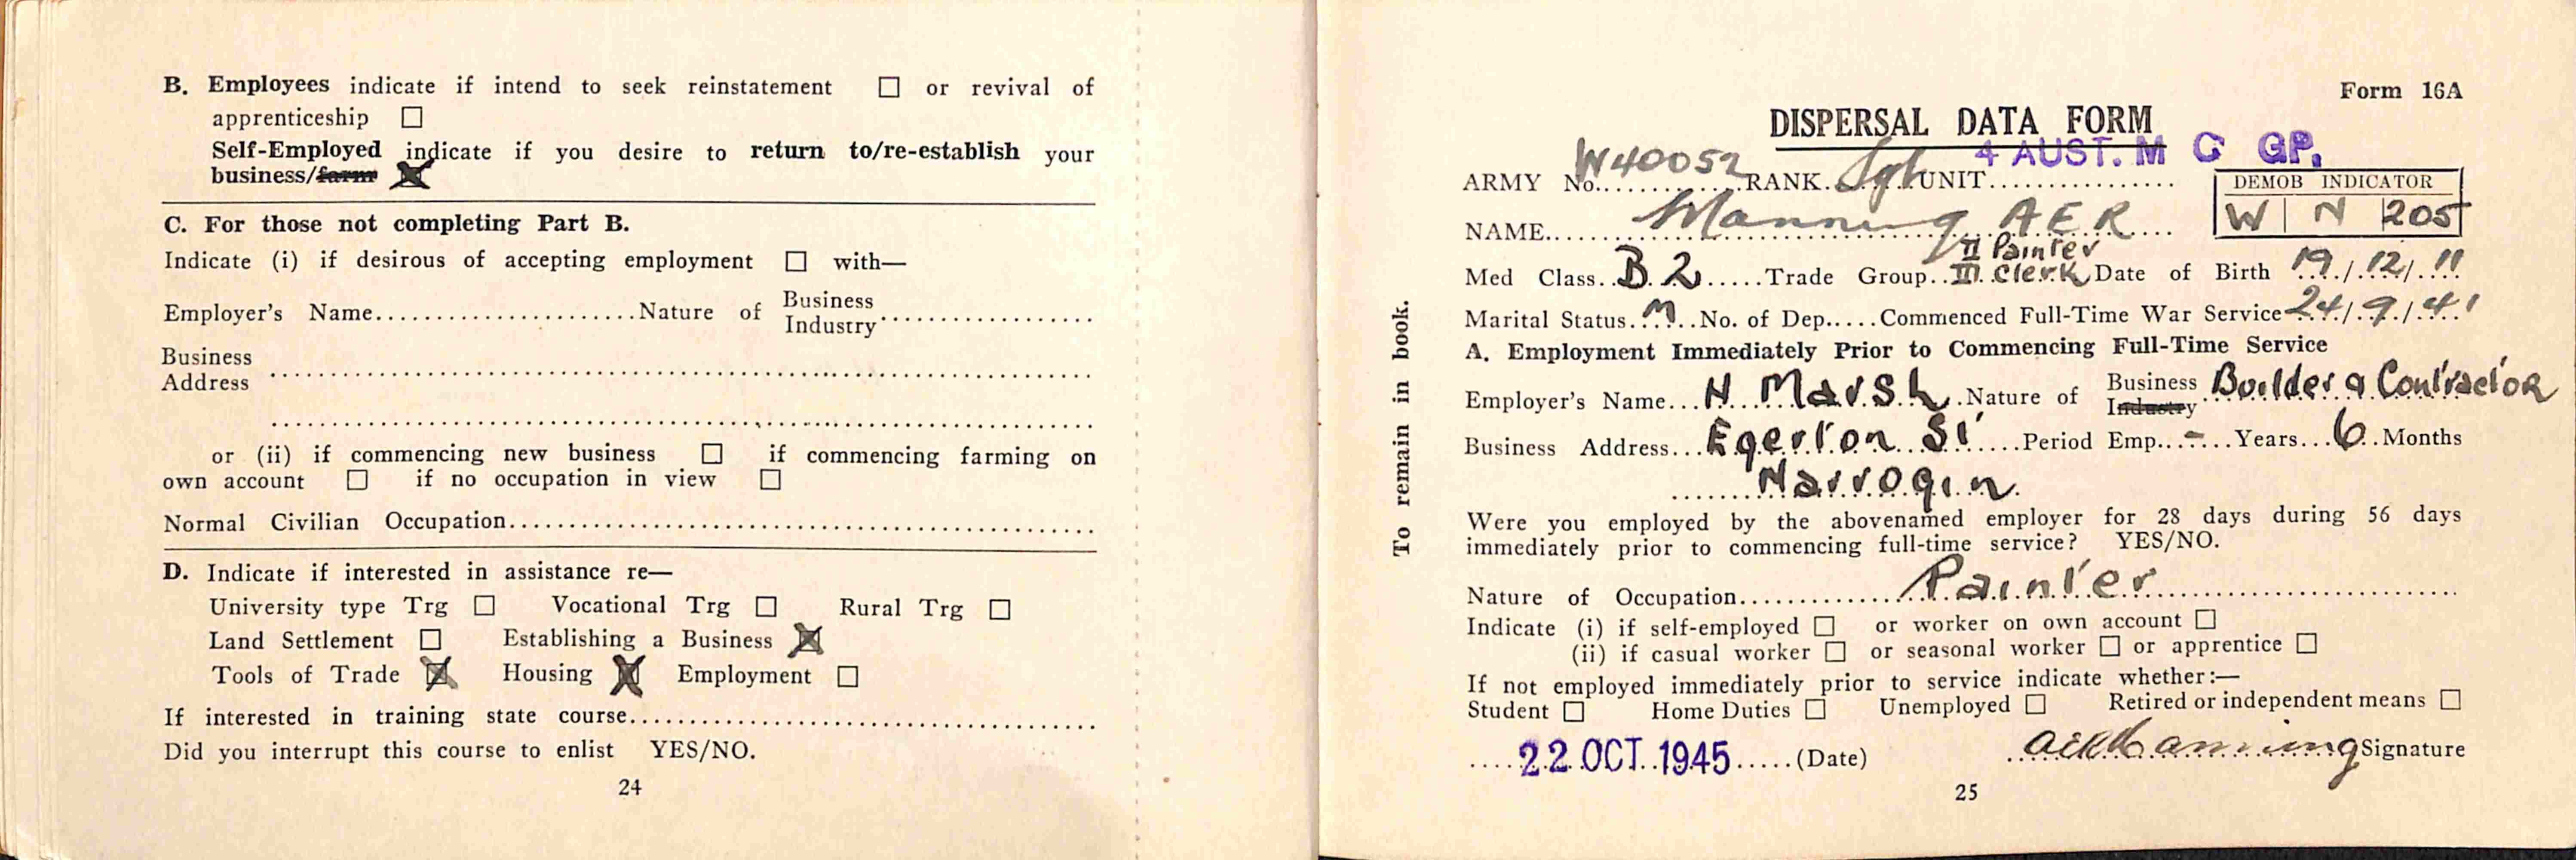 B. Employees indicate if intend to seek reinstatement ☐ or revival of
apprenticeship ☐
Self-Employed indicate if you desire to return to/re-establish your
business/farm ☒
C. For those not completing Part B.
Indicate (i) if desirous of accepting employment ☐ with—
Employer's Name.....................Nature of Business Industry.....................
Business Address.....................
.....................
or (ii) if commencing new business ☐ if commencing farming on
own account ☐ if no occupation in view ☐
Normal Civilian Occupation.....................
D. Indicate if interested in assistance re—
University type Trg ☐ Vocational Trg ☐ Rural Trg ☐
Land Settlement ☐ Establishing a Business ☒
Tools of Trade ☒ Housing ☒ Employment ☐
If interested in training state course.....................
Did you interrupt this course to enlist YES/NO.
24
To remain in book.
Form 16A
DISPERSAL DATA FORM
4 AUST. M C GP.
ARMY No. W40052 RANK. Sgt UNIT.....................
DEMOB INDICATOR
W | N | 205
NAME. Manning AER
II Painter
Med Class. B2 Trade Group. III Clerk Date of Birth 19/12/11
Marital Status. M No. of Dep..... Commenced Full-Time War Service 24/9/41
A. Employment Immediately Prior to Commencing Full-Time Service
Employer's Name... H Marsh Nature of Business Industry Builder & Contractor
Business Address... Egerton St Period Emp. - Years 6 Months
Narrogin
Were you employed by the abovenamed employer for 28 days during 56 days
immediately prior to commencing full-time service? YES/NO.
Nature of Occupation..... Painter
Indicate (i) if self-employed ☐ or worker on own account ☐
(ii) if casual worker ☐ or seasonal worker ☐ or apprentice ☐
If not employed immediately prior to service indicate whether:—
Student ☐ Home Duties ☐ Unemployed ☐ Retired or independent means ☐
22 OCT 1945 (Date) AER Manning Signature
25